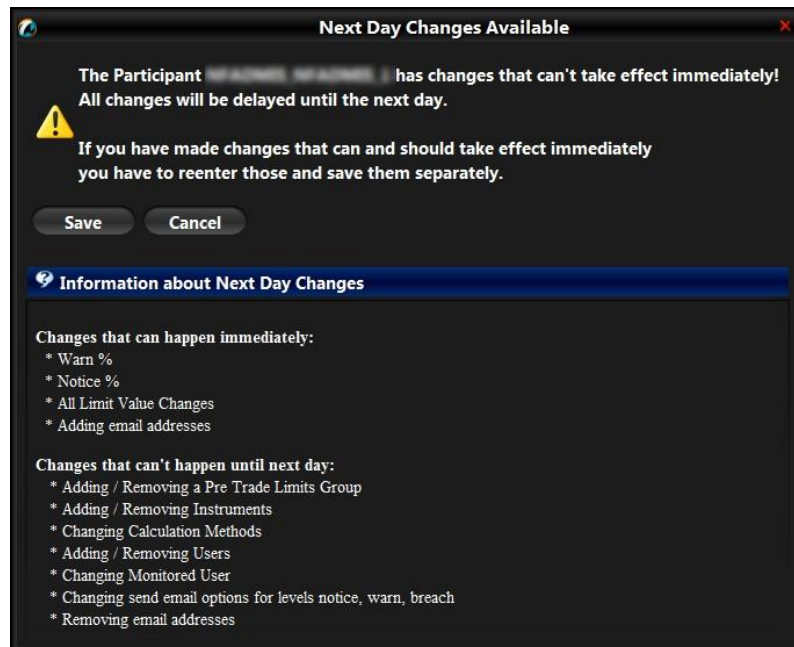 Next Day Changes Available
The Participant has changes that can't take effect immediately!
All changes will be delayed until the next day.
If you have made changes that can and should take effect immediately
you have to reenter those and save them separately.
Save Cancel
Information about Next Day Changes
Changes that can happen immediately:
* Warn %
* Notice %
* All Limit Value Changes
* Adding email addresses
Changes that can't happen until next day:
* Adding / Removing a Pre Trade Limits Group
* Adding / Removing Instruments
* Changing Calculation Methods
* Adding / Removing Users
* Changing Monitored User
* Changing send email options for levels notice, warn, breach
* Removing email addresses